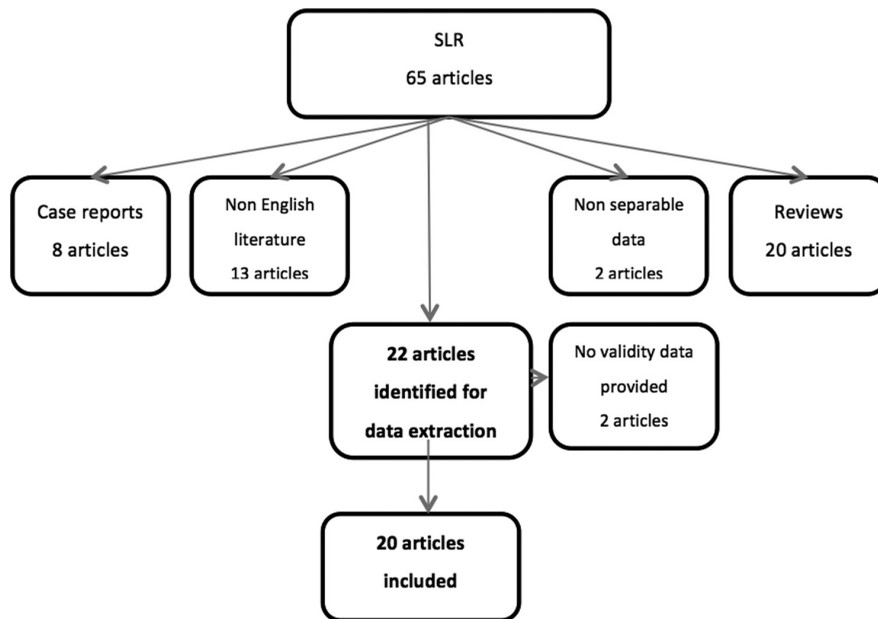 SLR
65 articles
Case reports
8 articles
Non English
literature
13 articles
Non separable
data
2 articles
Reviews
20 articles
22 articles
identified for
data extraction
No validity data
provided
2 articles
20 articles
included